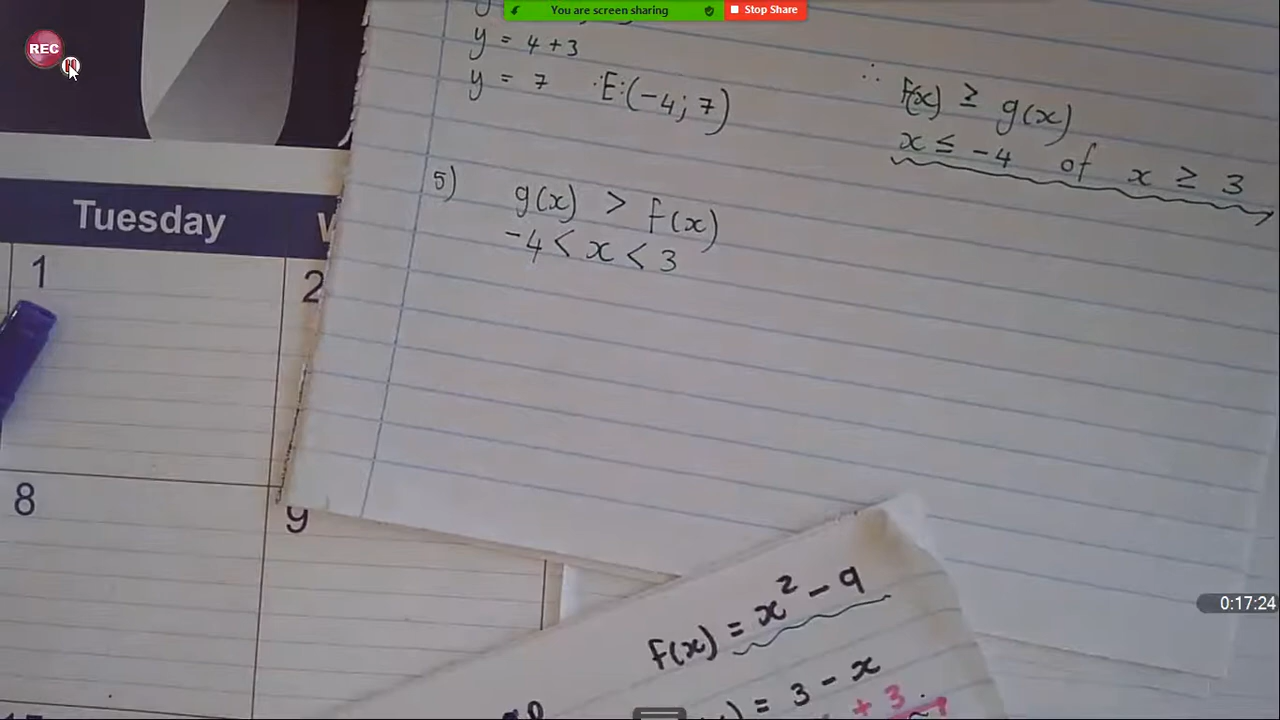 You are screen sharing
Stop Share
REC
y = 4 + 3
y = 7 ∴E:(-4; 7)
∴ f(x) ≥ g(x)
x ≤ -4 of x ≥ 3
5) g(x) > f(x)
-4 < x < 3
Tuesday
1
2
8
y
f(x) = x² - 9
= 3 - x
+ 3
0:17:24